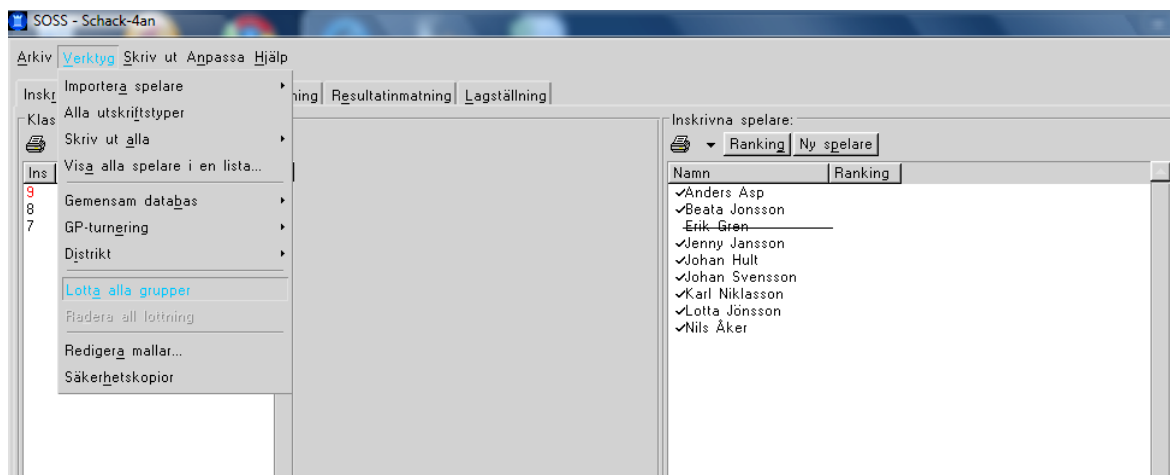 SOSS - Schack-4an
Arkiv Verktyg Skriv ut Anpassa Hjälp
Importera spelare
Alla utskriftstyper
Skriv ut alla
Visa alla spelare i en lista...
Gemensam databas
GP-turnering
Distrikt
Lotta alla grupper
Radera all lottning
Redigera mallar...
Säkerhetskopior
Resultatinmatning Lagställning
Ins
9
8
7
Inskrivna spelare:
Ranking Ny spelare
Namn Ranking
Anders Asp
Beata Jonsson
Erik Gren
Jenny Jansson
Johan Hult
Johan Svensson
Karl Niklasson
Lotta Jönsson
Nils Åker